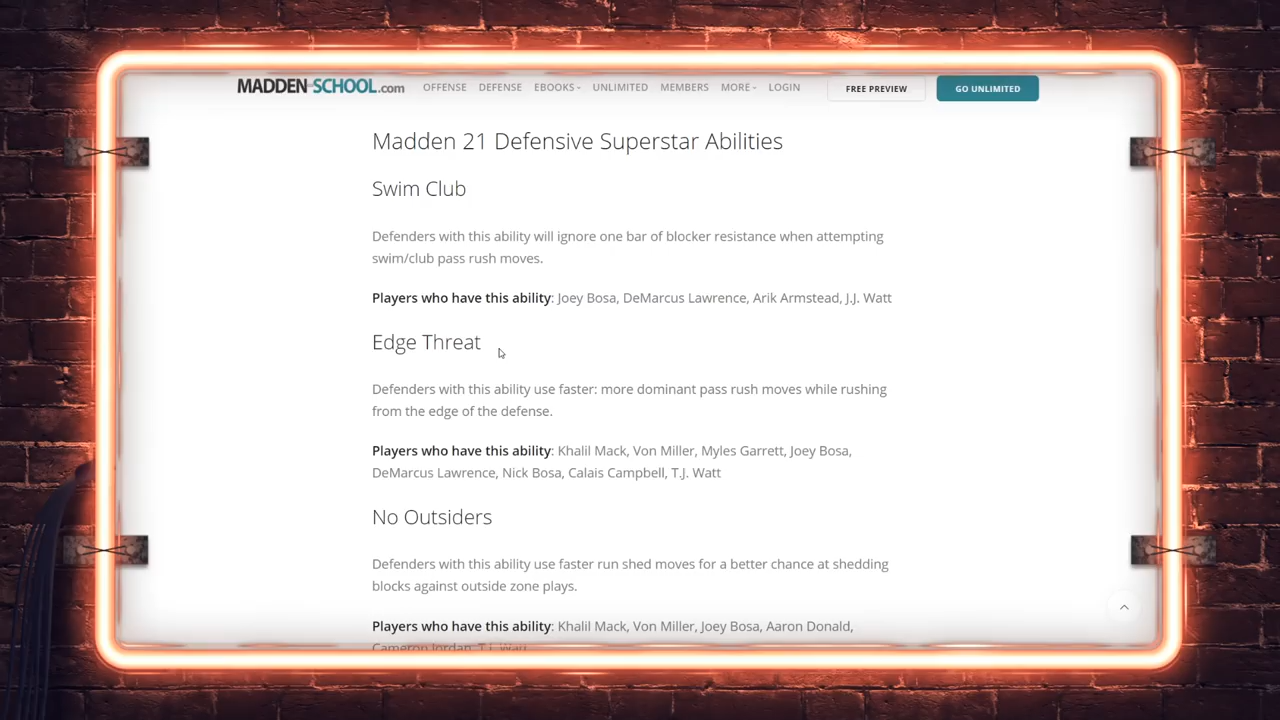 MADDEN-SCHOOL.com OFFENSE DEFENSE EBOOKS UNLIMITED MEMBERS MORE LOGIN FREE PREVIEW GO UNLIMITED
Madden 21 Defensive Superstar Abilities
Swim Club
Defenders with this ability will ignore one bar of blocker resistance when attempting
swim/club pass rush moves.
Players who have this ability: Joey Bosa, DeMarcus Lawrence, Arik Armstead, J.J. Watt
Edge Threat
Defenders with this ability use faster: more dominant pass rush moves while rushing
from the edge of the defense.
Players who have this ability: Khalil Mack, Von Miller, Myles Garrett, Joey Bosa,
DeMarcus Lawrence, Nick Bosa, Calais Campbell, T.J. Watt
No Outsiders
Defenders with this ability use faster run shed moves for a better chance at shedding
blocks against outside zone plays.
Players who have this ability: Khalil Mack, Von Miller, Joey Bosa, Aaron Donald,
Cameron Jordan, T.J. Watt